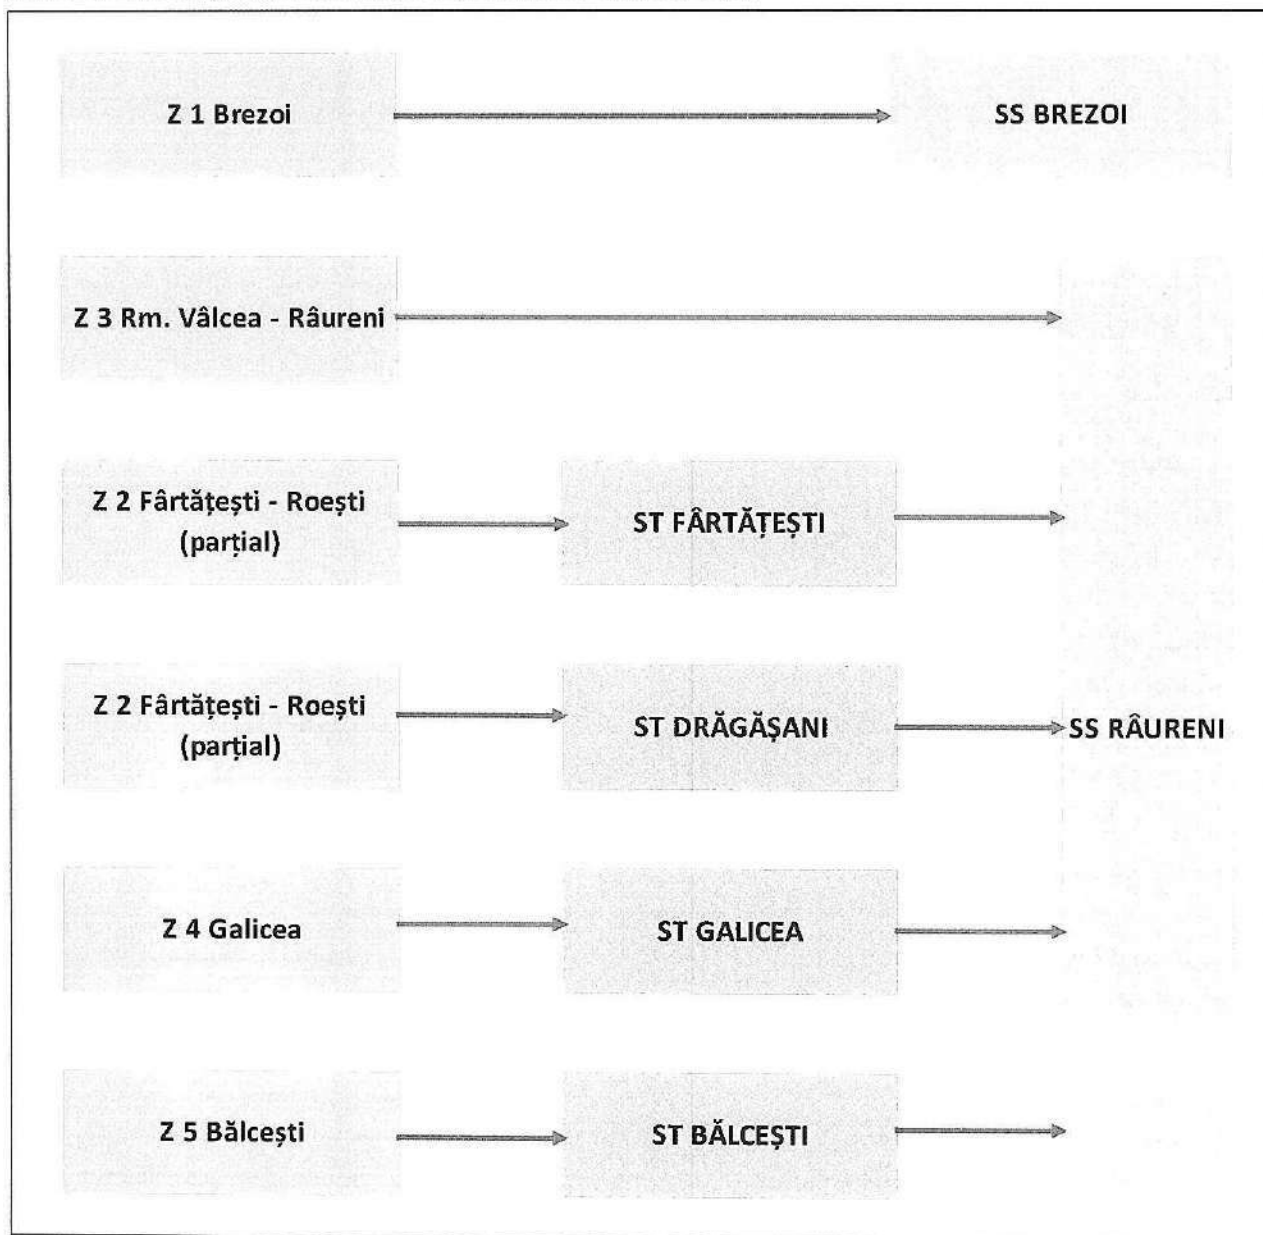 Z 1 Brezoi
SS BREZOI
Z 3 Rm. Vâlcea - Râureni
Z 2 Fârtățești - Roești
(parțial)
ST FÂRTĂȚEȘTI
Z 2 Fârtățești - Roești
(parțial)
ST DRĂGĂȘANI
SS RÂURENI
Z 4 Galicea
ST GALICEA
Z 5 Bălcești
ST BĂLCEȘTI